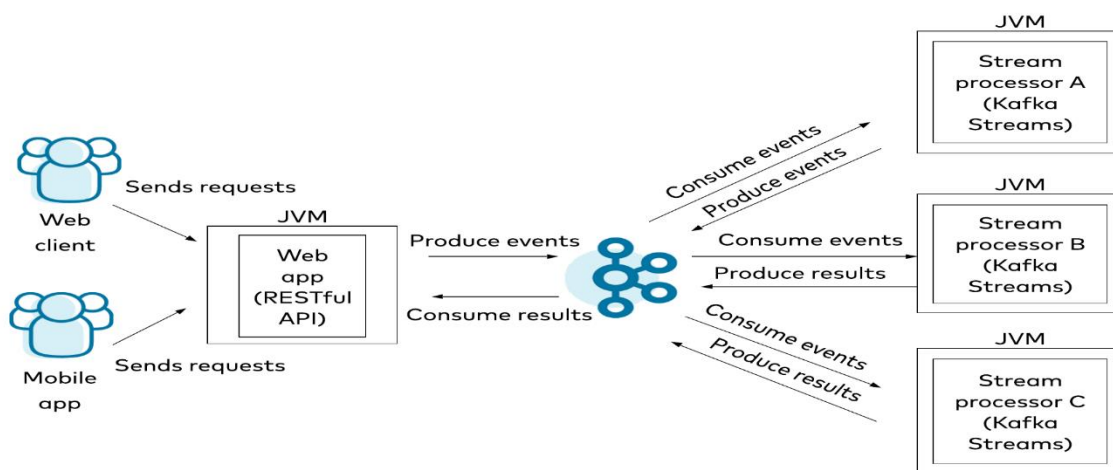 Sends requests
Web
client
Sends requests
Mobile
app
JVM
Web
app
(RESTful
API)
Produce events
Consume results
Consume events
Produce events
Consume events
Produce results
Consume events
Produce results
JVM
Stream
processor A
(Kafka
Streams)
JVM
Stream
processor B
(Kafka
Streams)
JVM
Stream
processor C
(Kafka
Streams)